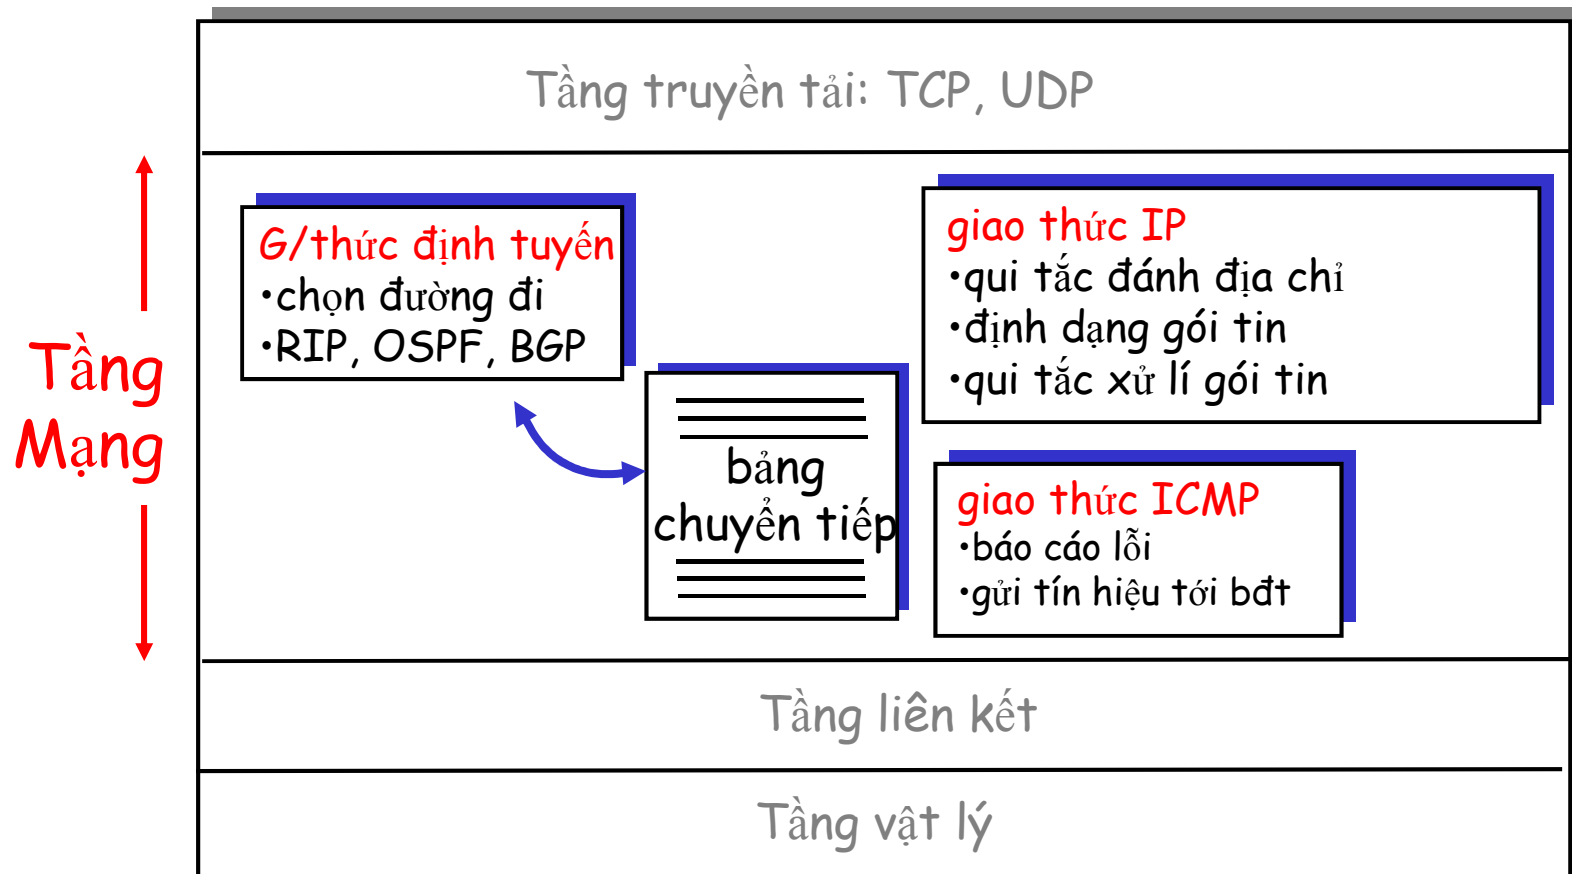 Tầng truyền tải: TCP, UDP
Tầng
Mạng
G/thức định tuyến
•chọn đường đi
•RIP, OSPF, BGP
bảng
chuyển tiếp
giao thức IP
•qui tắc đánh địa chỉ
•định dạng gói tin
•qui tắc xử lí gói tin
giao thức ICMP
•báo cáo lỗi
•gửi tín hiệu tới bđt
Tầng liên kết
Tầng vật lý